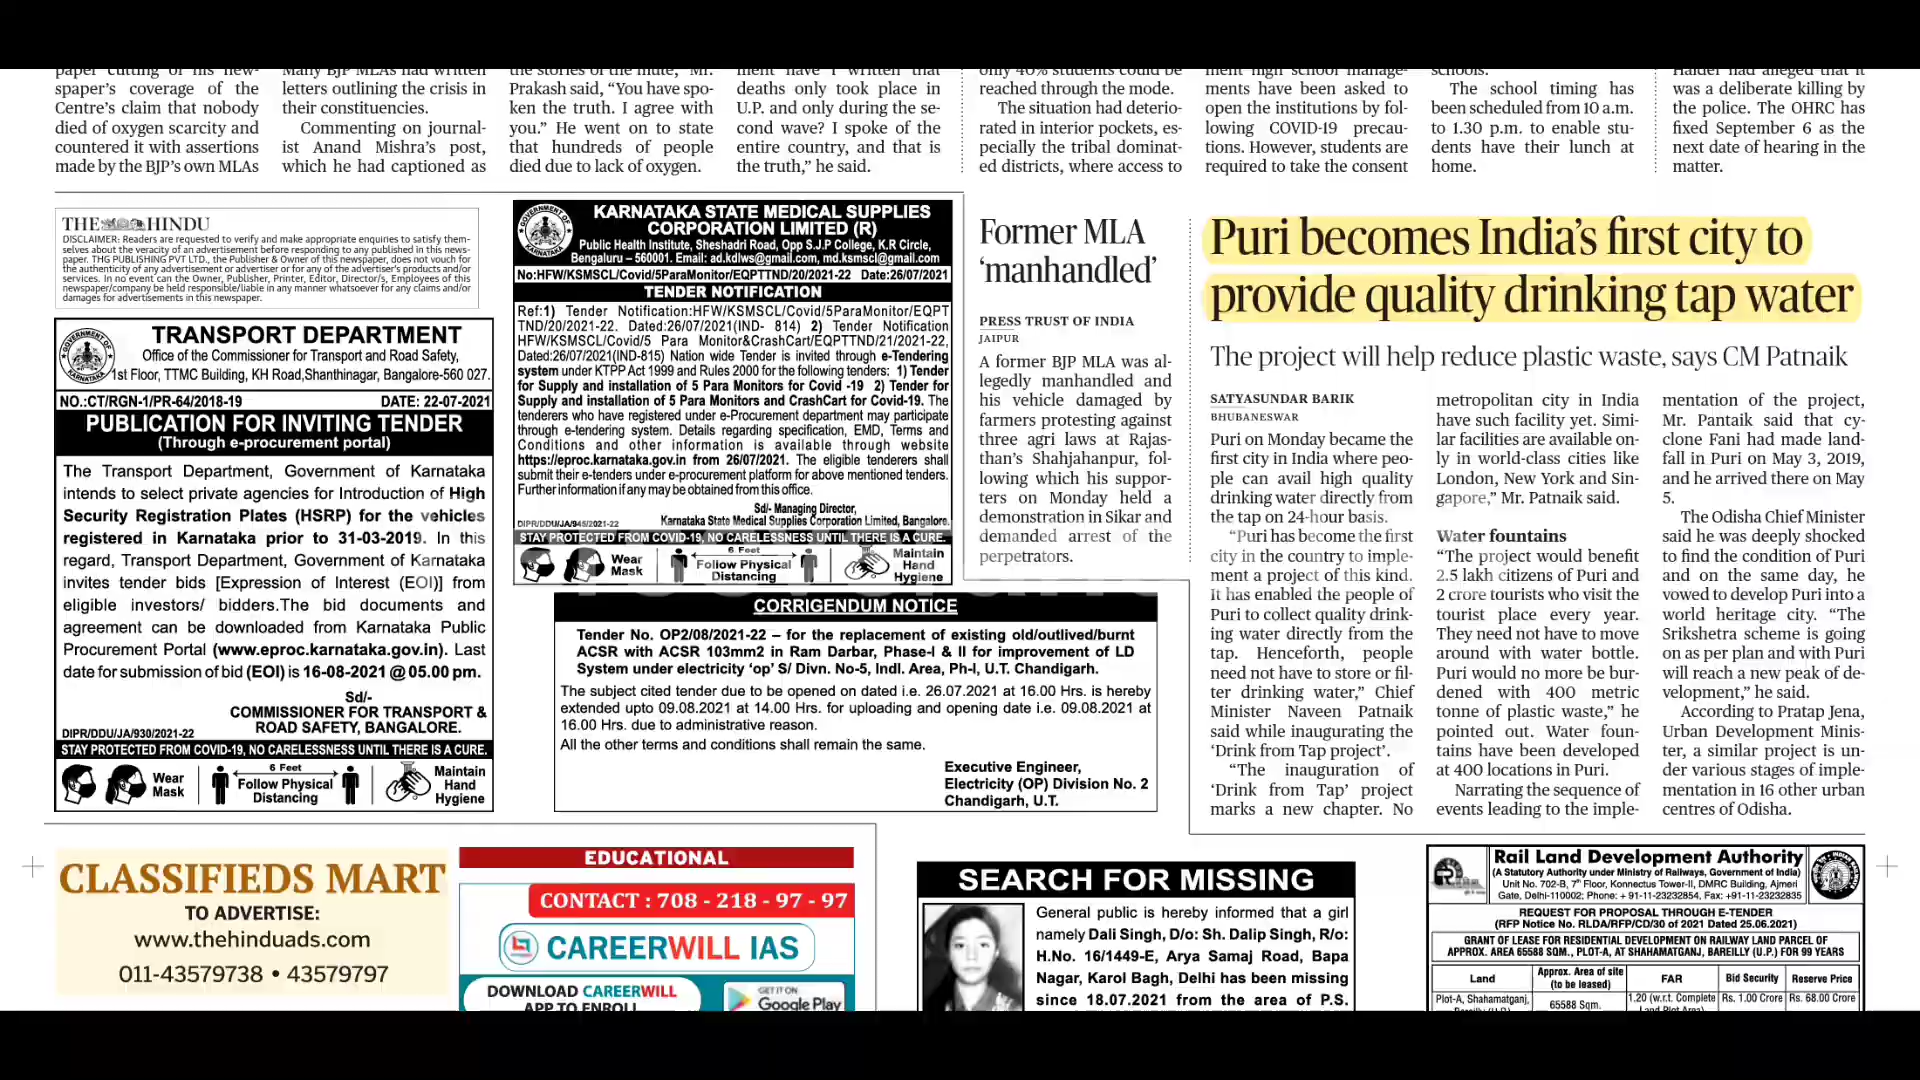 paper cutting of his new-
spaper's coverage of the
Centre's claim that nobody
died of oxygen scarcity and
countered it with assertions
made by the BJP's own MLAs
Many BJP MLAs had written
letters outlining the crisis in
their constituencies.
Commenting on journal-
ist Anand Mishra's post,
which he had captioned as
the stories of the mute," Mr.
Prakash said, "You have spo-
ken the truth. I agree with
you." He went on to state
that hundreds of people
died due to lack of oxygen.
ment have I written that
deaths only took place in
U.P. and only during the se-
cond wave? I spoke of the
entire country, and that is
the truth," he said.
only 40% students could be
reached through the mode.
The situation had deterio-
rated in interior pockets, es-
pecially the tribal dominat-
ed districts, where access to
ment high school manage-
ments have been asked to
open the institutions by fol-
lowing COVID-19 precau-
tions. However, students are
required to take the consent
schools.
The school timing has
been scheduled from 10 a.m.
to 1.30 p.m. to enable stu-
dents have their lunch at
home.
Halder had alleged that it
was a deliberate killing by
the police. The OHRC has
fixed September 6 as the
next date of hearing in the
matter.
THE HINDU
DISCLAIMER: Readers are requested to verify and make appropriate enquiries to satisfy them-
selves about the veracity of an advertisement before responding to any published in this news-
paper. THG PUBLISHING PVT LTD., the Publisher & Owner of this newspaper, does not vouch for
the authenticity of any advertisement or advertiser or for any of the advertiser's products and/or
services. In no event can the Owner, Publisher, Printer, Editor, Director/s, Employees of this
newspaper/company be held responsible/liable in any manner whatsoever for any claims and/or
damages for advertisements in this newspaper.
TRANSPORT DEPARTMENT
Office of the Commissioner for Transport and Road Safety,
1st Floor, TTMC Building, KH Road,Shanthinagar, Bangalore-560 027.
NO.:CT/RGN-1/PR-64/2018-19 DATE: 22-07-2021
PUBLICATION FOR INVITING TENDER
(Through e-procurement portal)
The Transport Department, Government of Karnataka
intends to select private agencies for Introduction of High
Security Registration Plates (HSRP) for the vehicles
registered in Karnataka prior to 31-03-2019. In this
regard, Transport Department, Government of Karnataka
invites tender bids [Expression of Interest (EOI)] from
eligible investors/ bidders.The bid documents and
agreement can be downloaded from Karnataka Public
Procurement Portal (www.eproc.karnataka.gov.in). Last
date for submission of bid (EOI) is 16-08-2021 @ 05.00 pm.
Sd/-
COMMISSIONER FOR TRANSPORT &
ROAD SAFETY, BANGALORE.
DIPR/DDU/JA/930/2021-22
STAY PROTECTED FROM COVID-19, NO CARELESSNESS UNTIL THERE IS A CURE.
Wear
Mask
6 Feet
Follow Physical
Distancing
Maintain
Hand
Hygiene
KARNATAKA STATE MEDICAL SUPPLIES
CORPORATION LIMITED (R)
Public Health Institute, Sheshadri Road, Opp S.J.P College, K.R Circle,
Bengaluru – 560001. Email: ad.kdlws@gmail.com, md.ksmscl@gmail.com
No:HFW/KSMSCL/Covid/5ParaMonitor/EQPTTND/20/2021-22 Date:26/07/2021
TENDER NOTIFICATION
Ref:1) Tender Notification:HFW/KSMSCL/Covid/5ParaMonitor/EQPT
TND/20/2021-22. Dated:26/07/2021(IND- 814) 2) Tender Notification
HFW/KSMSCL/Covid/5 Para Monitor&CrashCart/EQPTTND/21/2021-22,
Dated:26/07/2021(IND-815) Nation wide Tender is invited through e-Tendering
system under KTPP Act 1999 and Rules 2000 for the following tenders: 1) Tender
for Supply and installation of 5 Para Monitors for Covid -19 2) Tender for
Supply and installation of 5 Para Monitors and CrashCart for Covid-19. The
tenderers who have registered under e-Procurement department may participate
through e-tendering system. Details regarding specification, EMD, Terms and
Conditions and other information is available through website
https://eproc.karnataka.gov.in from 26/07/2021. The eligible tenderers shall
submit their e-tenders under e-procurement platform for above mentioned tenders.
Further information if any may be obtained from this office.
Sd/- Managing Director,
DIPR/DDU/JA/945/2021-22 Karnataka State Medical Supplies Corporation Limited, Bangalore.
STAY PROTECTED FROM COVID-19, NO CARELESSNESS UNTIL THERE IS A CURE.
Wear
Mask
6 Feet
Follow Physical
Distancing
Maintain
Hand
Hygiene
CORRIGENDUM NOTICE
Tender No. OP2/08/2021-22 – for the replacement of existing old/outlived/burnt
ACSR with ACSR 103mm2 in Ram Darbar, Phase-I & II for improvement of LD
System under electricity 'op' S/ Divn. No-5, Indl. Area, Ph-I, U.T. Chandigarh.
The subject cited tender due to be opened on dated i.e. 26.07.2021 at 16.00 Hrs. is hereby
extended upto 09.08.2021 at 14.00 Hrs. for uploading and opening date i.e. 09.08.2021 at
16.00 Hrs. due to administrative reason.
All the other terms and conditions shall remain the same.
Executive Engineer,
Electricity (OP) Division No. 2
Chandigarh, U.T.
Former MLA
'manhandled'
PRESS TRUST OF INDIA
JAIPUR
A former BJP MLA was al-
legedly manhandled and
his vehicle damaged by
farmers protesting against
three agri laws at Rajas-
than's Shahjahanpur, fol-
lowing which his suppor-
ters on Monday held a
demonstration in Sikar and
demanded arrest of the
perpetrators.
Puri becomes India's first city to
provide quality drinking tap water
The project will help reduce plastic waste, says CM Patnaik
SATYASUNDAR BARIK
BHUBANESWAR
Puri on Monday became the
first city in India where peo-
ple can avail high quality
drinking water directly from
the tap on 24-hour basis.
"Puri has become the first
city in the country to imple-
ment a project of this kind.
It has enabled the people of
Puri to collect quality drink-
ing water directly from the
tap. Henceforth, people
need not have to store or fil-
ter drinking water," Chief
Minister Naveen Patnaik
said while inaugurating the
'Drink from Tap project'.
"The inauguration of
'Drink from Tap' project
marks a new chapter. No
metropolitan city in India
have such facility yet. Simi-
lar facilities are available on-
ly in world-class cities like
London, New York and Sin-
gapore," Mr. Patnaik said.
Water fountains
"The project would benefit
2.5 lakh citizens of Puri and
2 crore tourists who visit the
tourist place every year.
They need not have to move
around with water bottle.
Puri would no more be bur-
dened with 400 metric
tonne of plastic waste," he
pointed out. Water foun-
tains have been developed
at 400 locations in Puri.
Narrating the sequence of
events leading to the imple-
mentation of the project,
Mr. Pantaik said that cy-
clone Fani had made land-
fall in Puri on May 3, 2019,
and he arrived there on May
5.
The Odisha Chief Minister
said he was deeply shocked
to find the condition of Puri
and on the same day, he
vowed to develop Puri into a
world heritage city. "The
Srikshetra scheme is going
on as per plan and with Puri
will reach a new peak of de-
velopment," he said.
According to Pratap Jena,
Urban Development Minis-
ter, a similar project is un-
der various stages of imple-
mentation in 16 other urban
centres of Odisha.
CLASSIFIEDS MART
TO ADVERTISE:
www.thehinduads.com
011-43579738 • 43579797
EDUCATIONAL
CONTACT : 708 - 218 - 97 - 97
CAREERWILL IAS
DOWNLOAD CAREERWILL
APP TO ENROLL
GET IT ON
Google Play
SEARCH FOR MISSING
General public is hereby informed that a girl
namely Dali Singh, D/o: Sh. Dalip Singh, R/o:
H.No. 16/1449-E, Arya Samaj Road, Bapa
Nagar, Karol Bagh, Delhi has been missing
since 18.07.2021 from the area of P.S.
Rail Land Development Authority
(A Statutory Authority under Ministry of Railways, Government of India)
Unit No. 702-B, 7th Floor, Konnectus Tower-II, DMRC Building, Ajmeri
Gate, Delhi-110002; Phone: + 91-11-23232854, Fax: +91-11-23232835
REQUEST FOR PROPOSAL THROUGH E-TENDER
(RFP Notice No. RLDA/RFP/CD/30 of 2021 Dated 25.06.2021)
GRANT OF LEASE FOR RESIDENTIAL DEVELOPMENT ON RAILWAY LAND PARCEL OF
APPROX. AREA 65588 SQM., PLOT-A, AT SHAHAMATGANJ, BAREILLY (U.P.) FOR 99 YEARS
Land Approx. Area of site (to be leased) FAR Bid Security Reserve Price
Plot-A, Shahamatganj, 65588 Sqm. 1.20 (w.r.t. Complete Rs. 1.00 Crore Rs. 68.00 Crore